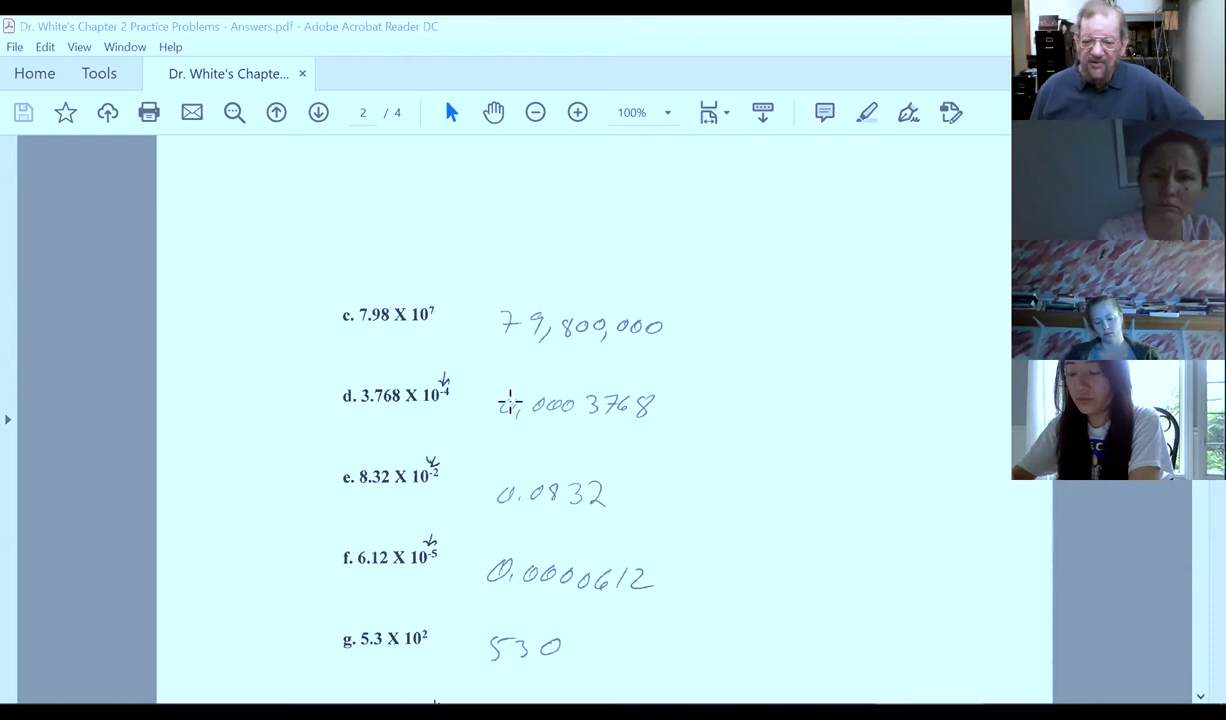 Dr. White's Chapter 2 Practice Problems - Answers.pdf - Adobe Acrobat Reader DC
File Edit View Window Help
Home Tools Dr. White's Chapte... ×
2 / 4 100%
c. 7.98 X 10⁷ 79,800,000
d. 3.768 X 10⁻⁴ 0.0003768
e. 8.32 X 10⁻² 0.0832
f. 6.12 X 10⁻⁵ 0.0000612
g. 5.3 X 10² 530